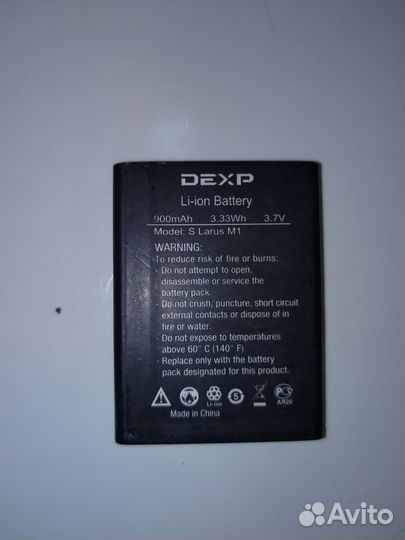 DEXP
Li-ion Battery
900mAh 3.33Wh 3.7V
Model: S Larus M1
WARNING:
To reduce risk of fire or burns:
- Do not attempt to open,
disassemble or service the
battery pack.
- Do not crush, puncture, short circuit
external contacts or dispose of in
fire or water.
- Do not expose to temperatures
above 60° C (140° F)
- Replace only with the battery
pack designated for this product.
Li-ion
5
АЯ20
Made in China
Avito